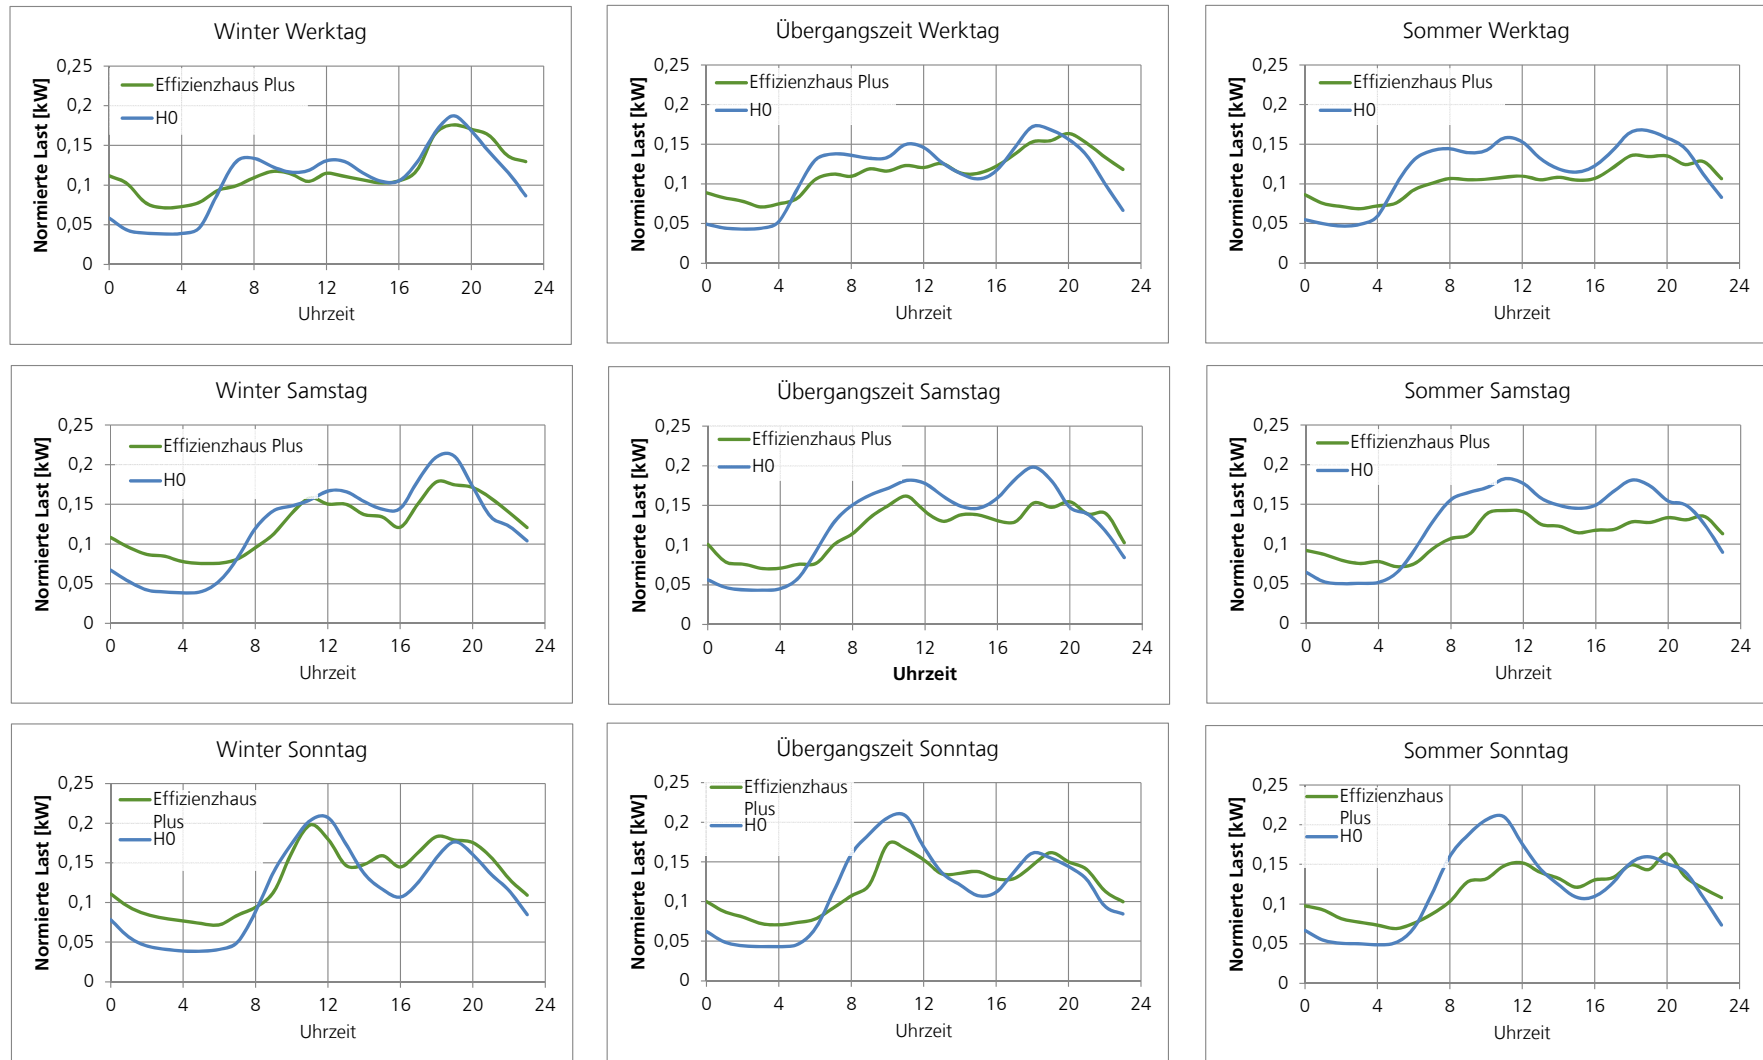 Winter Werktag
Normierte Last [kW]
0,25
0,2
0,15
0,1
0,05
0
Effizienzhaus Plus
H0
0 4 8 12 16 20 24
Uhrzeit
Übergangszeit Werktag
Normierte Last [kW]
0,25
0,2
0,15
0,1
0,05
0
Effizienzhaus Plus
H0
0 4 8 12 16 20 24
Uhrzeit
Sommer Werktag
Normierte Last [kW]
0,25
0,2
0,15
0,1
0,05
0
Effizienzhaus Plus
H0
0 4 8 12 16 20 24
Uhrzeit
Winter Samstag
Normierte Last [kW]
0,25
0,2
0,15
0,1
0,05
0
Effizienzhaus Plus
H0
0 4 8 12 16 20 24
Uhrzeit
Übergangszeit Samstag
Normierte Last [kW]
0,25
0,2
0,15
0,1
0,05
0
Effizienzhaus Plus
H0
0 4 8 12 16 20 24
Uhrzeit
Sommer Samstag
Normierte Last [kW]
0,25
0,2
0,15
0,1
0,05
0
Effizienzhaus Plus
H0
0 4 8 12 16 20 24
Uhrzeit
Winter Sonntag
Normierte Last [kW]
0,25
0,2
0,15
0,1
0,05
0
Effizienzhaus
Plus
H0
0 4 8 12 16 20 24
Uhrzeit
Übergangszeit Sonntag
Normierte Last [kW]
0,25
0,2
0,15
0,1
0,05
0
Effizienzhaus
Plus
H0
0 4 8 12 16 20 24
Uhrzeit
Sommer Sonntag
Normierte Last [kW]
0,25
0,2
0,15
0,1
0,05
0
Effizienzhaus
Plus
H0
0 4 8 12 16 20 24
Uhrzeit